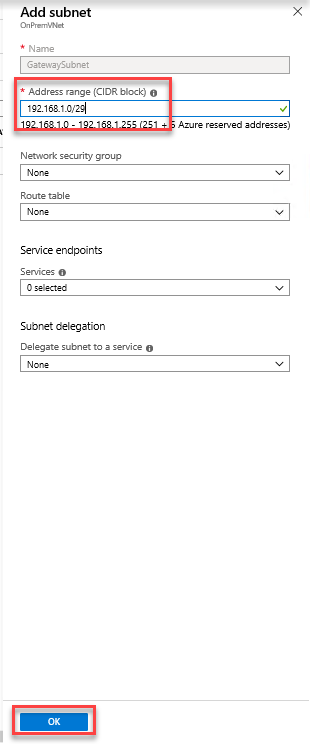 Add subnet
OnPremVNet
* Name
GatewaySubnet
* Address range (CIDR block)
192.168.1.0/29
192.168.1.0 - 192.168.1.255 (251 + 5 Azure reserved addresses)
Network security group
None
Route table
None
Service endpoints
Services
0 selected
Subnet delegation
Delegate subnet to a service
None
OK